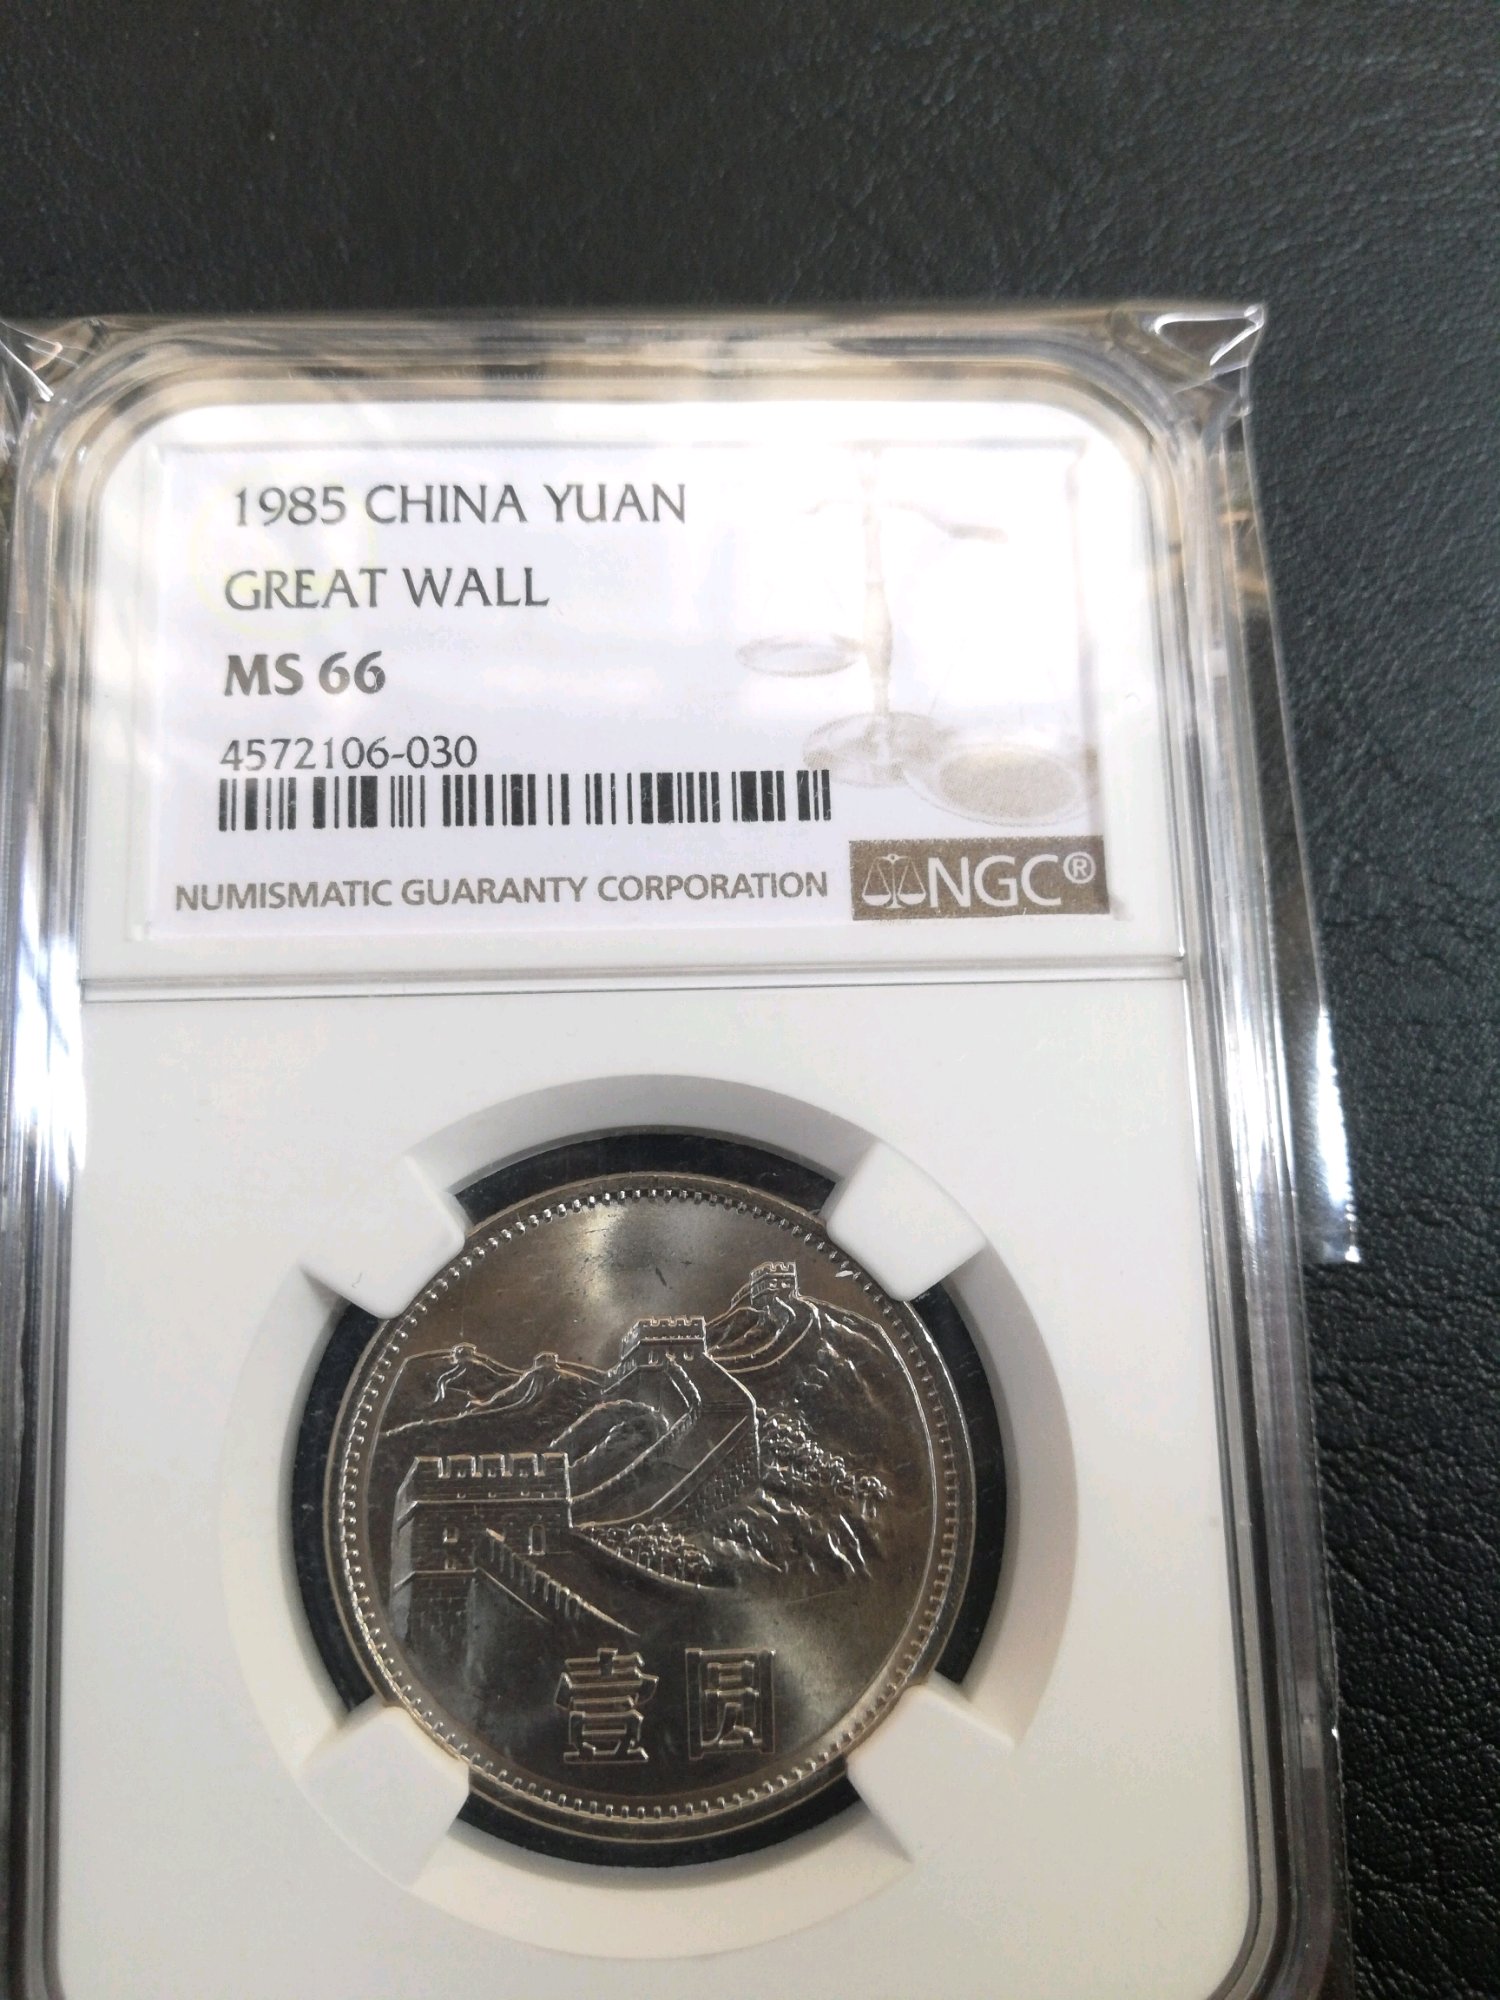 1985 CHINA YUAN
GREAT WALL
MS 66
4572106-030
NUMISMATIC GUARANTY CORPORATION NGC®
壹圆